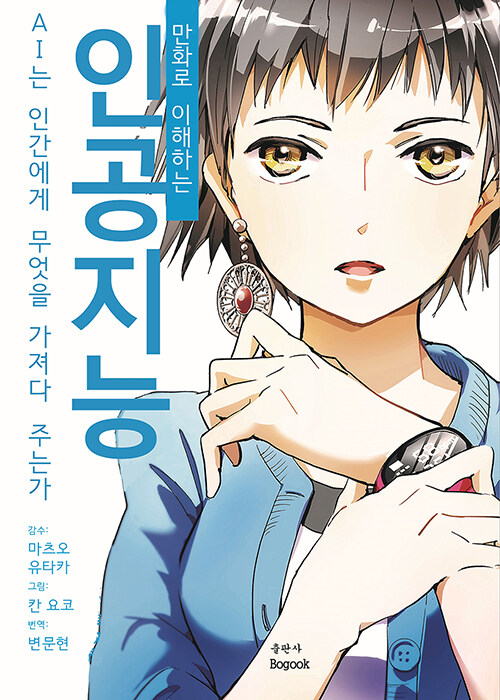 만화로 이해하는
인공지능
AI는 인간에게 무엇을 가져다 주는가
감수:
마츠오
유타카
그림:
칸 요코
번역:
변문현
출판사
Bogook